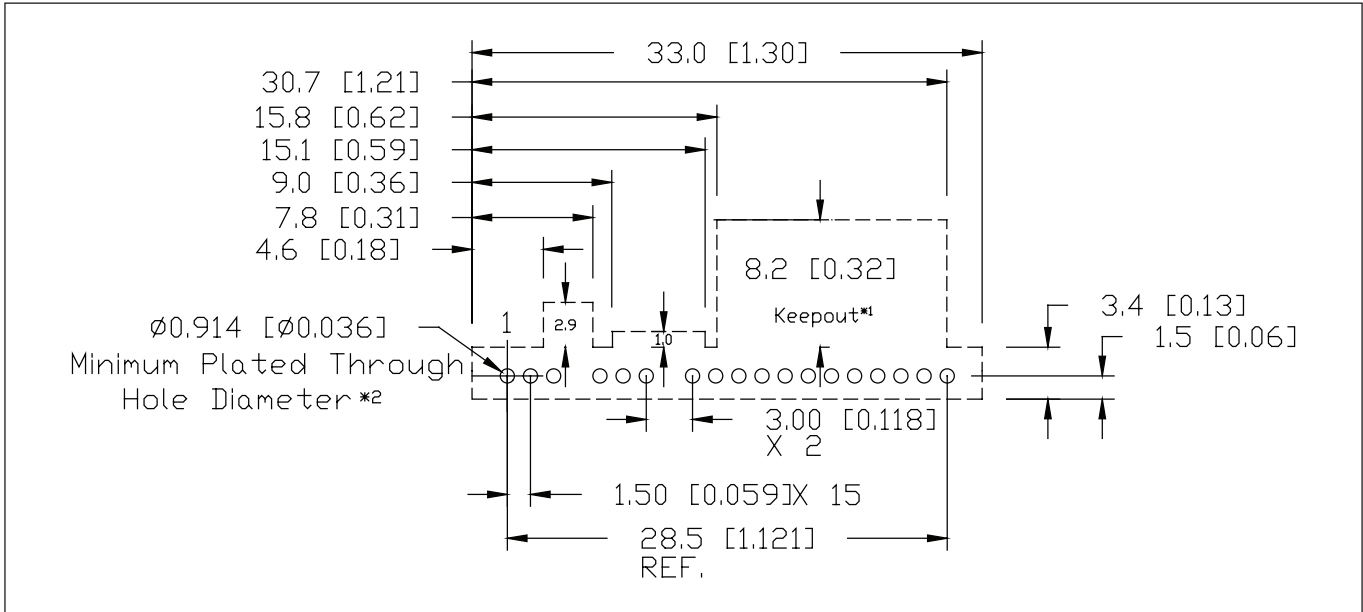 33.0 [1.30]
30.7 [1.21]
15.8 [0.62]
15.1 [0.59]
9.0 [0.36]
7.8 [0.31]
4.6 [0.18]
8.2 [0.32]
Keepout*1
3.4 [0.13]
1.5 [0.06]
2.9
1.0
1
Ø0.914 [Ø0.036]
Minimum Plated Through
Hole Diameter *2
3.00 [0.118]
X 2
1.50 [0.059]X 15
28.5 [1.121]
REF.